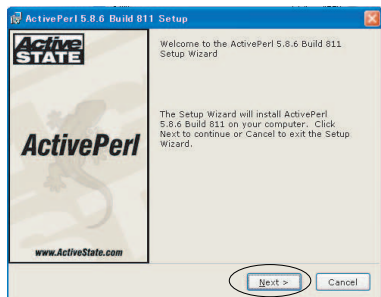 ActivePerl 5.8.6 Build 811 Setup
Active
STATE
ActivePerl
www.ActiveState.com
Welcome to the ActivePerl 5.8.6 Build 811
Setup Wizard
The Setup Wizard will install ActivePerl
5.8.6 Build 811 on your computer. Click
Next to continue or Cancel to exit the Setup
Wizard.
Next >
Cancel